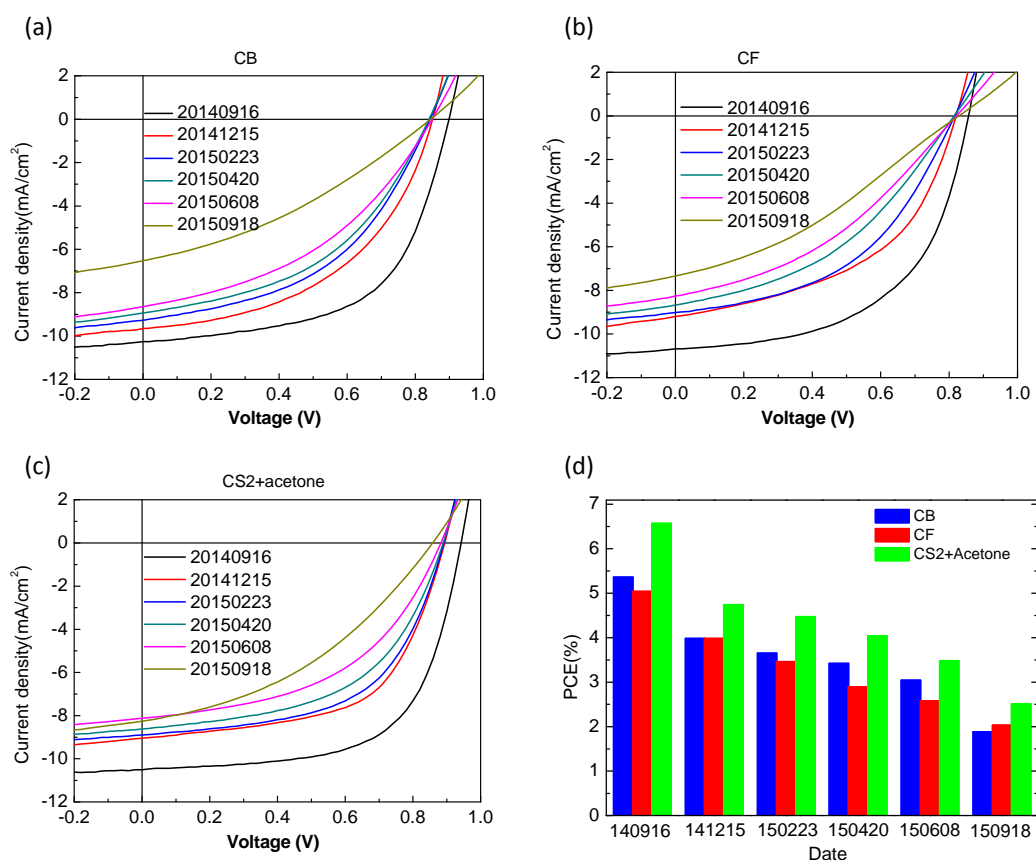 (a)
CB
2
0
-2
-4
-6
-8
-10
-12
Current density(mA/cm2)
20140916
20141215
20150223
20150420
20150608
20150918
-0.2 0.0 0.2 0.4 0.6 0.8 1.0
Voltage (V)
(b)
CF
2
0
-2
-4
-6
-8
-10
-12
Current density(mA/cm2)
20140916
20141215
20150223
20150420
20150608
20150918
-0.2 0.0 0.2 0.4 0.6 0.8 1.0
Voltage (V)
(c)
CS2+acetone
2
0
-2
-4
-6
-8
-10
-12
Current density(mA/cm2)
20140916
20141215
20150223
20150420
20150608
20150918
-0.2 0.0 0.2 0.4 0.6 0.8 1.0
Voltage (V)
(d)
7
6
5
4
3
2
1
0
PCE(%)
CB
CF
CS2+Acetone
140916 141215 150223 150420 150608 150918
Date